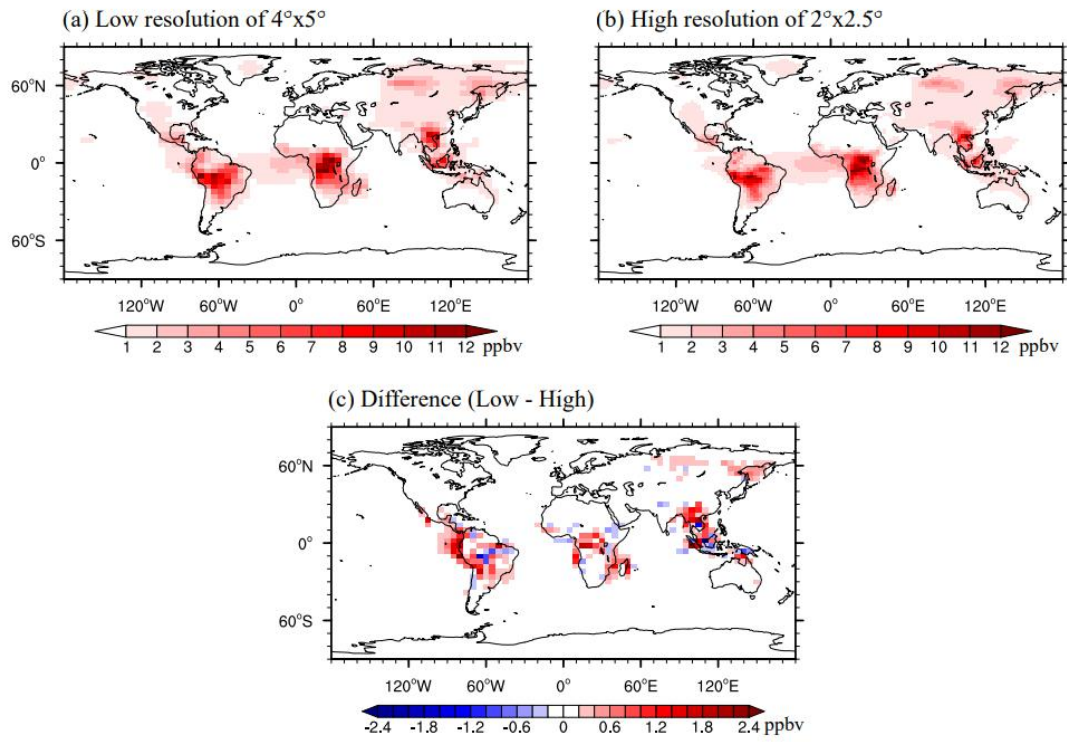 (a) Low resolution of 4°x5°
(b) High resolution of 2°x2.5°
60°N
0°
60°S
120°W 60°W 0° 60°E 120°E
1 2 3 4 5 6 7 8 9 10 11 12 ppbv
60°N
0°
60°S
120°W 60°W 0° 60°E 120°E
1 2 3 4 5 6 7 8 9 10 11 12 ppbv
(c) Difference (Low - High)
60°N
0°
60°S
120°W 60°W 0° 60°E 120°E
-2.4 -1.8 -1.2 -0.6 0 0.6 1.2 1.8 2.4 ppbv